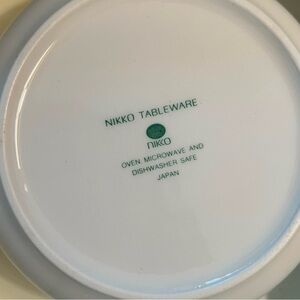 NIKKO TABLEWARE
NIKKO
OVEN, MICROWAVE AND
DISHWASHER SAFE
JAPAN